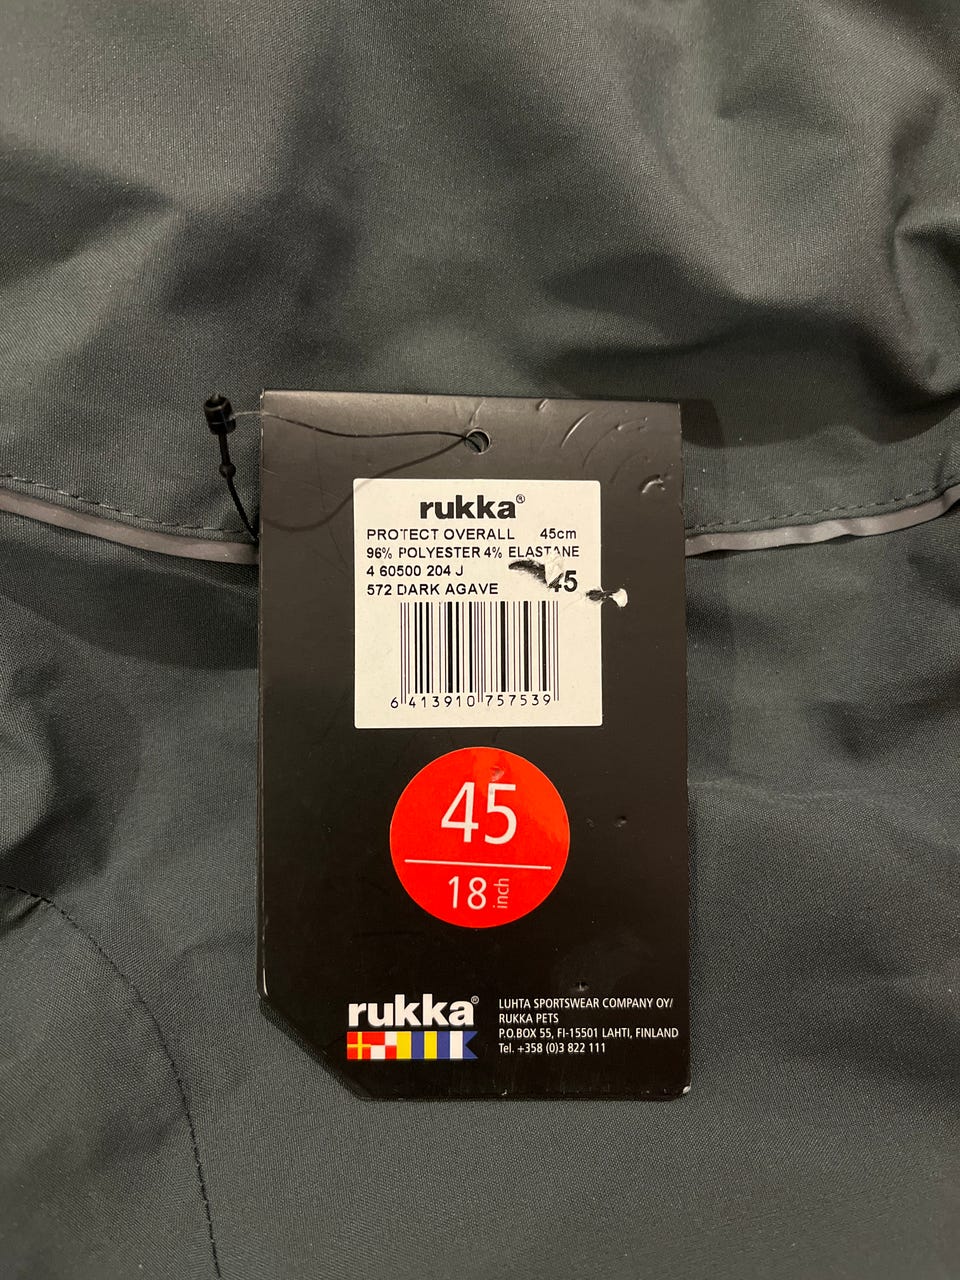 rukka®
PROTECT OVERALL 45cm
96% POLYESTER 4% ELASTANE
4 60500 204 J
45
572 DARK AGAVE
6 413910 757539
45
18 inch
rukka®
LUHTA SPORTSWEAR COMPANY OY/
RUKKA PETS
P.O.BOX 55, FI-15501 LAHTI, FINLAND
Tel. +358 (0)3 822 111